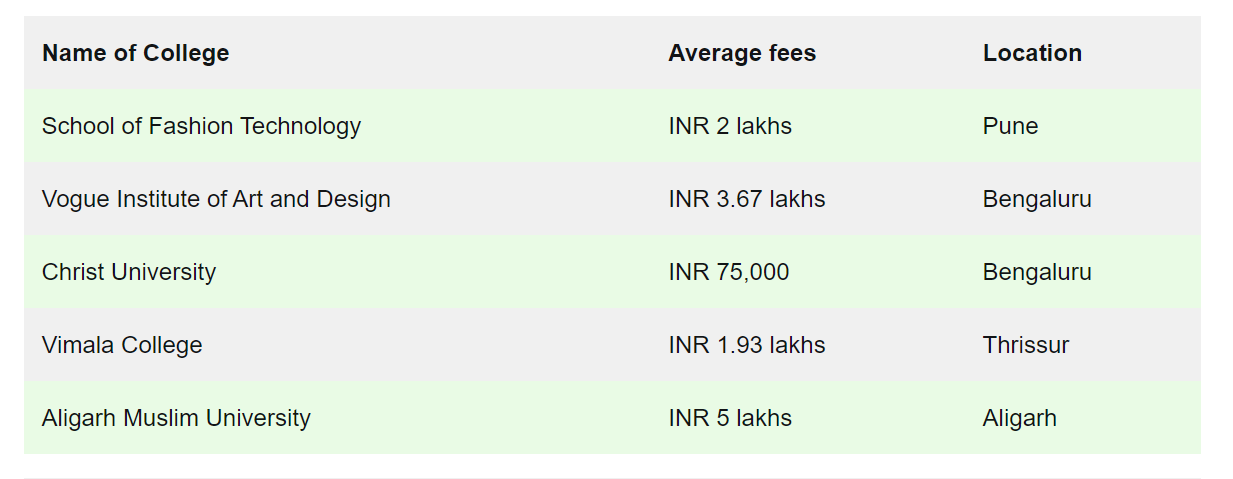 Name of College Average fees Location
School of Fashion Technology INR 2 lakhs Pune
Vogue Institute of Art and Design INR 3.67 lakhs Bengaluru
Christ University INR 75,000 Bengaluru
Vimala College INR 1.93 lakhs Thrissur
Aligarh Muslim University INR 5 lakhs Aligarh